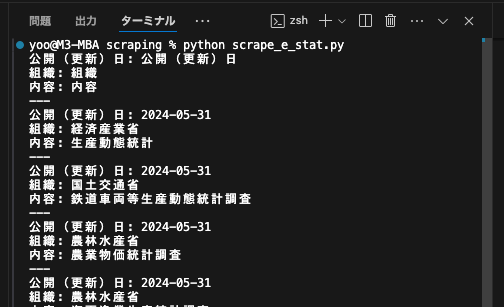 問題 出力 ターミナル ··· zsh
yoo@M3-MBA scraping % python scrape_e_stat.py
公開（更新）日: 公開（更新）日
組織: 組織
内容: 内容
---
公開（更新）日: 2024-05-31
組織: 経済産業省
内容: 生産動態統計
---
公開（更新）日: 2024-05-31
組織: 国土交通省
内容: 鉄道車両等生産動態統計調査
---
公開（更新）日: 2024-05-31
組織: 農林水産省
内容: 農業物価統計調査
---
公開（更新）日: 2024-05-31
組織: 農林水産省